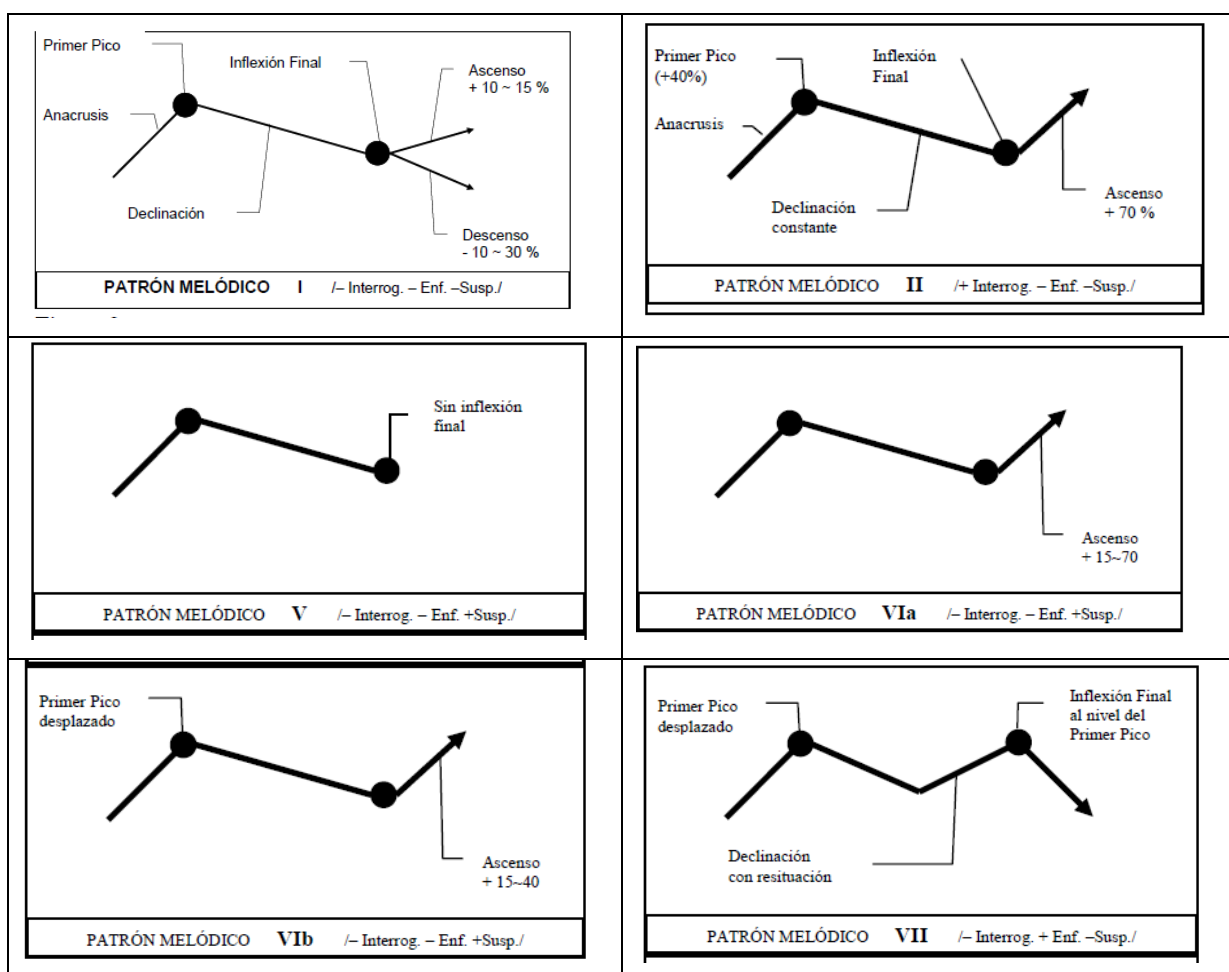 Primer Pico
Inflexión Final
Ascenso
+ 10 ~ 15 %
Anacrusis
Declinación
Descenso
- 10 ~ 30 %
PATRÓN MELÓDICO I /– Interrog. – Enf. –Susp./
Primer Pico
(+40%)
Inflexión
Final
Anacrusis
Declinación
constante
Ascenso
+ 70 %
PATRÓN MELÓDICO II /+ Interrog. – Enf. –Susp./
Sin inflexión
final
PATRÓN MELÓDICO V /– Interrog. – Enf. +Susp./
Ascenso
+ 15~70
PATRÓN MELÓDICO VIa /– Interrog. – Enf. +Susp./
Primer Pico
desplazado
Ascenso
+ 15~40
PATRÓN MELÓDICO VIb /– Interrog. – Enf. +Susp./
Primer Pico
desplazado
Inflexión Final
al nivel del
Primer Pico
Declinación
con resituación
PATRÓN MELÓDICO VII /– Interrog. + Enf. –Susp./